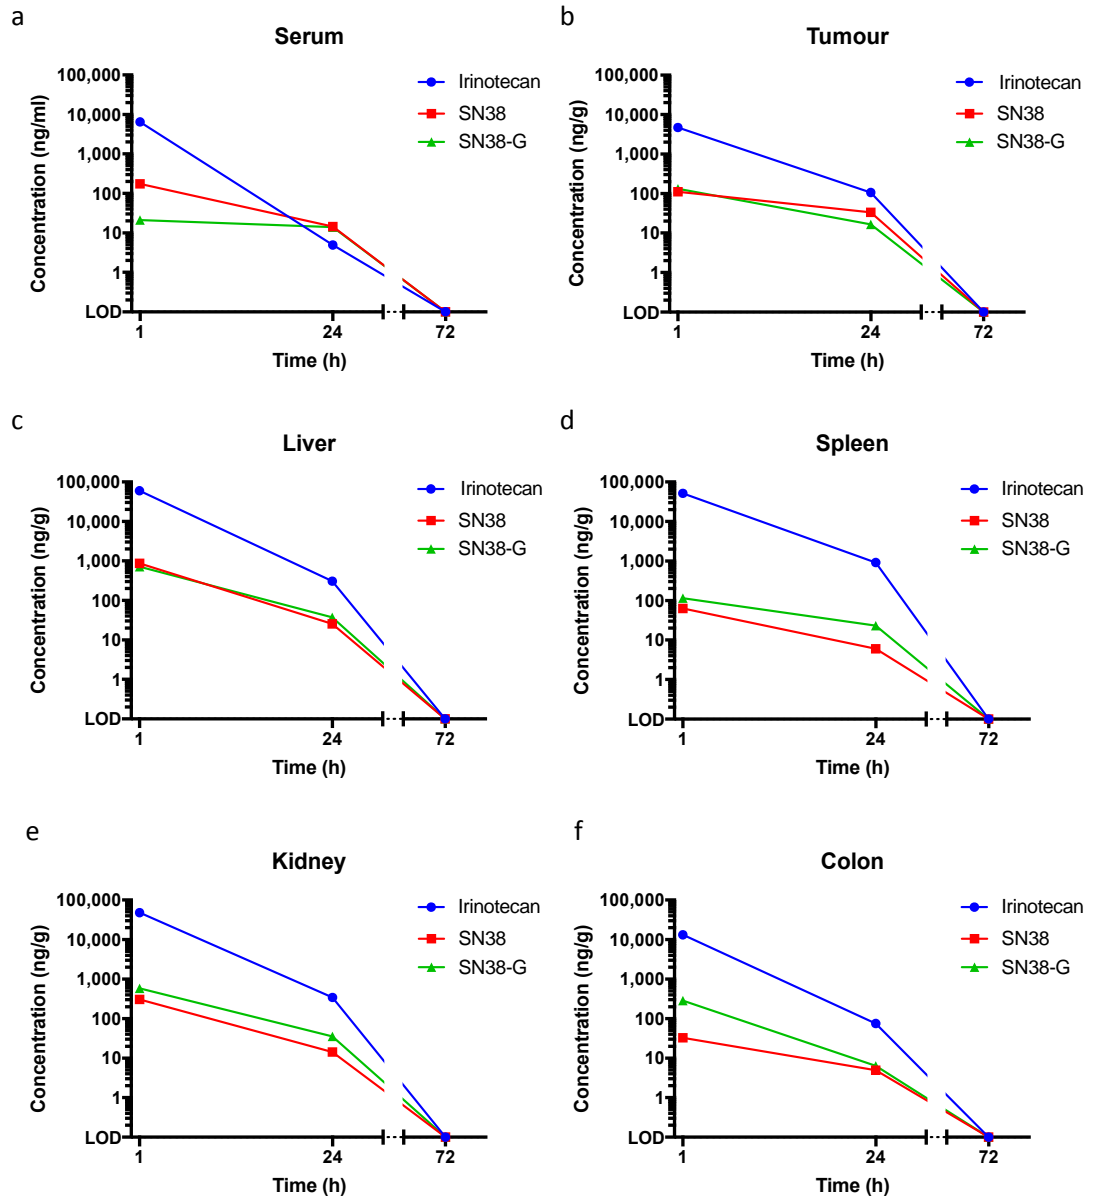 a
Serum
Concentration (ng/ml)
100,000
10,000
1,000
100
10
1
LOD
1
24
72
Time (h)
Irinotecan
SN38
SN38-G
b
Tumour
Concentration (ng/g)
100,000
10,000
1,000
100
10
1
LOD
1
24
72
Time (h)
Irinotecan
SN38
SN38-G
c
Liver
Concentration (ng/g)
100,000
10,000
1,000
100
10
1
LOD
1
24
72
Time (h)
Irinotecan
SN38
SN38-G
d
Spleen
Concentration (ng/g)
100,000
10,000
1,000
100
10
1
LOD
1
24
72
Time (h)
Irinotecan
SN38
SN38-G
e
Kidney
Concentration (ng/g)
100,000
10,000
1,000
100
10
1
LOD
1
24
72
Time (h)
Irinotecan
SN38
SN38-G
f
Colon
Concentration (ng/g)
100,000
10,000
1,000
100
10
1
LOD
1
24
72
Time (h)
Irinotecan
SN38
SN38-G